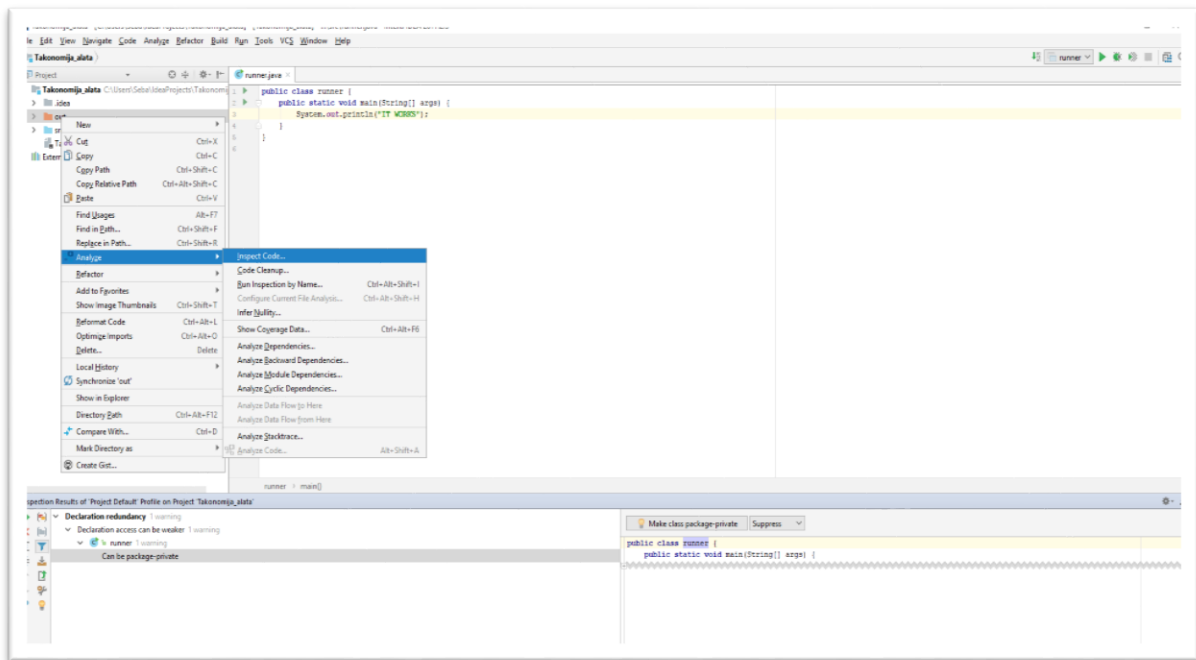 Edit View Navigate Code Analyze Refactor Build Run Tools VCS Window Help
Takonomija_alata
runner
Project
runner.java
Takonomija_alata C:\Users\Seba\IdeaProjects\Takonomij
.idea
1 public class runner {
2 public static void main(String[] args) {
3 System.out.println("IT WORKS");
4 }
5 }
6
New
Cut Ctrl+X
Copy Ctrl+C
Copy Path Ctrl+Shift+C
Copy Relative Path Ctrl+Alt+Shift+C
Paste Ctrl+V
Find Usages Alt+F7
Find in Path... Ctrl+Shift+F
Replace in Path... Ctrl+Shift+R
Analyze
Refactor
Add to Favorites
Show Image Thumbnails Ctrl+Shift+T
Reformat Code Ctrl+Alt+L
Optimize Imports Ctrl+Alt+O
Delete... Delete
Local History
Synchronize 'out'
Show in Explorer
Directory Path Ctrl+Alt+F12
Compare With... Ctrl+D
Mark Directory as
Create Gist...
Inspect Code...
Code Cleanup...
Run Inspection by Name... Ctrl+Alt+Shift+I
Configure Current File Analysis... Ctrl+Alt+Shift+H
Infer Nullity...
Show Coverage Data... Ctrl+Alt+F6
Analyze Dependencies...
Analyze Backward Dependencies...
Analyze Module Dependencies...
Analyze Cyclic Dependencies...
Analyze Data Flow to Here
Analyze Data Flow from Here
Analyze Stacktrace...
Analyze Code... Alt+Shift+A
runner main()
spection Results of 'Project Default' Profile on Project 'Takonomija_alata'
Declaration redundancy 1 warning
Declaration access can be weaker 1 warning
runner 1 warning
Can be package-private
Make class package-private Suppress
public class runner {
public static void main(String[] args) {